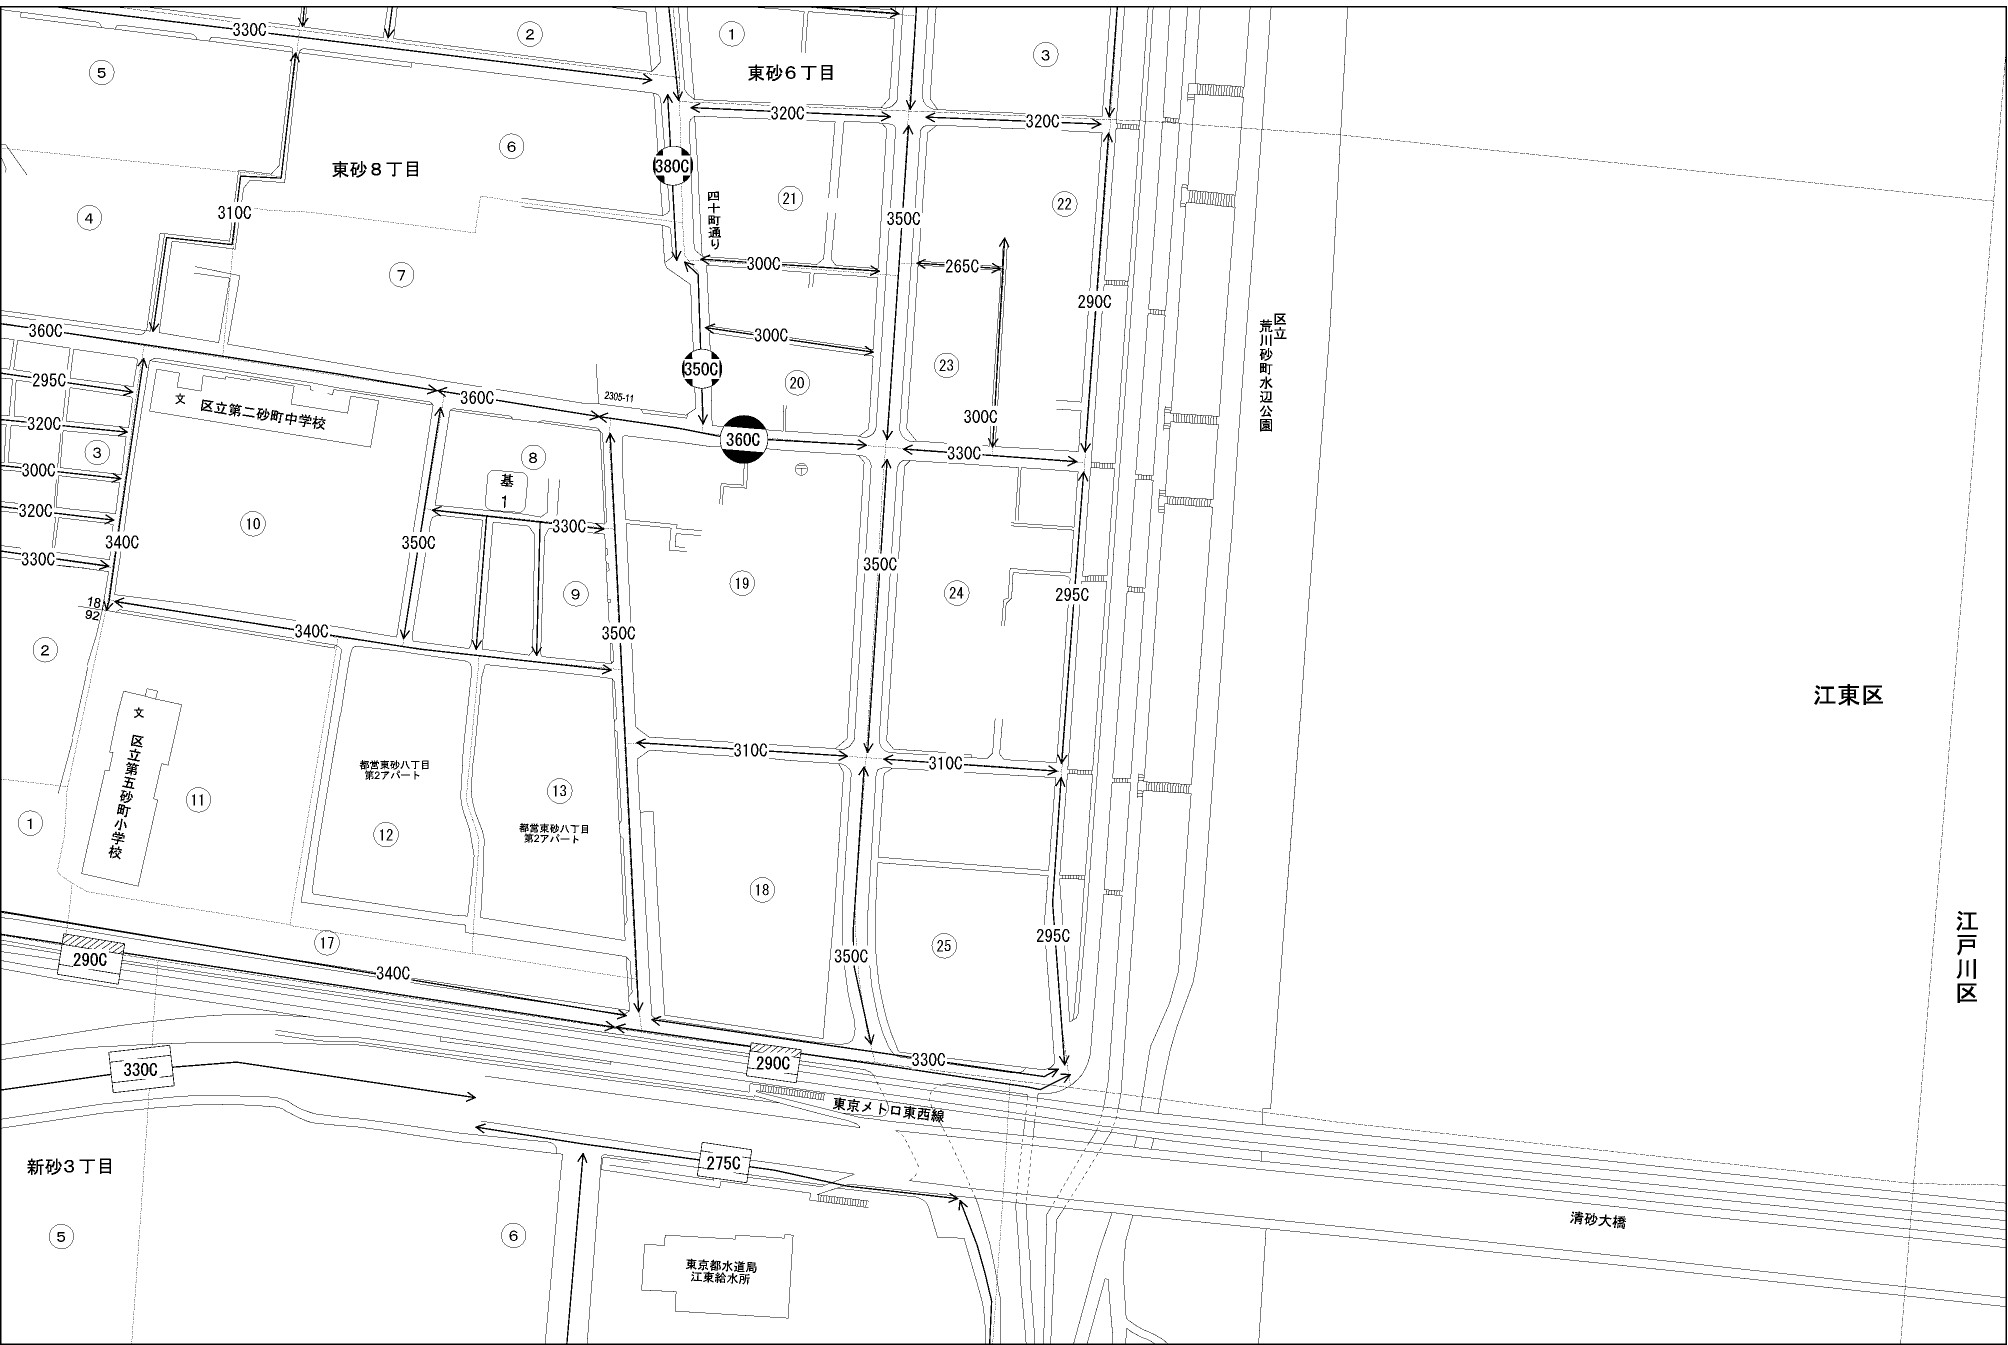 330C
②
①
東砂6丁目
③
⑤
320C
320C
東砂8丁目
⑥
380C
四十町通り
㉑
㉒
④
310C
350C
⑦
300C
265C
290C
区立
荒川砂町水辺公園
360C
300C
350C
㉓
295C
360C
2305-11
⑳
300C
文 区立第二砂町中学校
320C
360C
330C
③
⑧
〒
300C
基
1
320C
⑩
330C
340C
350C
350C
330C
⑲
㉔
⑨
295C
18
92
340C
350C
②
江東区
文 区立第五砂町小学校
310C
310C
都営東砂八丁目
第2アパート
⑪
⑬
①
⑫
都営東砂八丁目
第2アパート
⑱
江戸川区
⑰
㉕
295C
290C
340C
350C
330C
290C
330C
東京メトロ東西線
新砂3丁目
275C
⑤
⑥
清砂大橋
東京都水道局
江東給水所